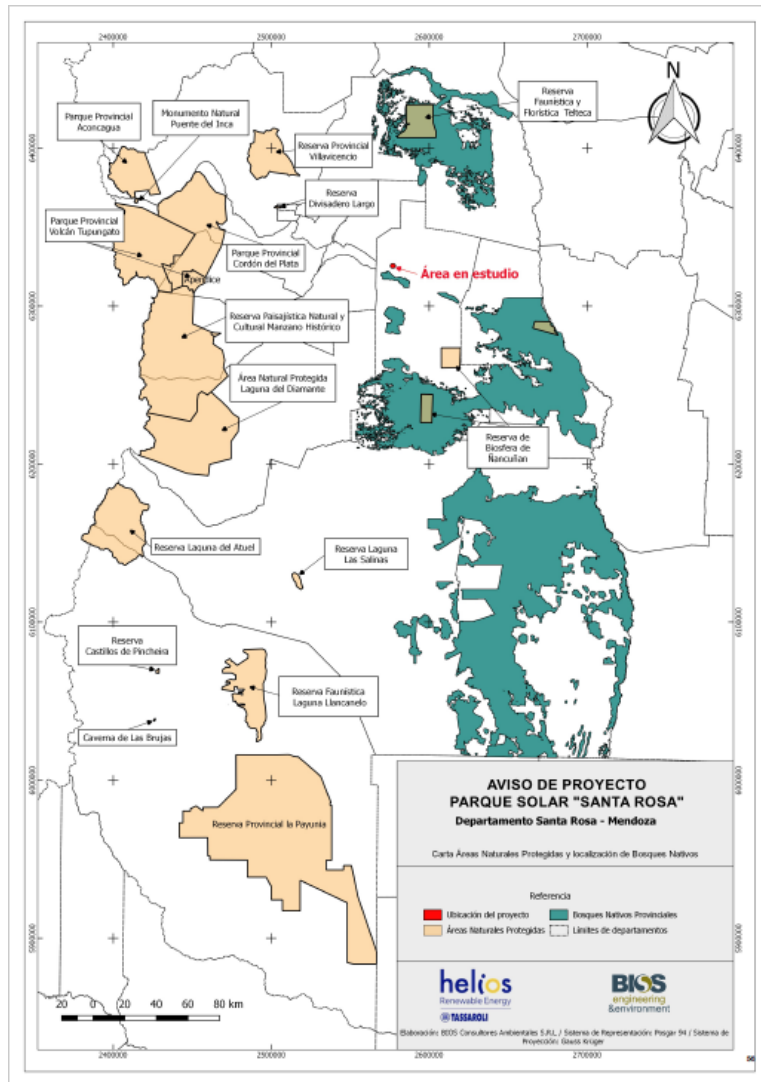 2400000
2500000
2600000
2700000
N
Reserva
Faunística y
Florística Telteca
Monumento Natural
Puente del Inca
Parque Provincial
Aconcagua
Reserva Provincial
Villavicencio
6400000
6400000
Reserva
Divisadero Largo
Parque Provincial
Volcán Tupungato
Parque Provincial
Cordón del Plata
Área en estudio
Apendice
6300000
6300000
Reserva Paisajística Natural y
Cultural Manzano Histórico
Área Natural Protegida
Laguna del Diamante
Reserva de
Biosfera de
Ñancuñan
6200000
6200000
Reserva Laguna del Atuel
Reserva Laguna
Las Salinas
6100000
6100000
Reserva
Castillos de Pincheira
Reserva Faunística
Laguna Llancanelo
Caverna de Las Brujas
6000000
6000000
Reserva Provincial la Payunia
AVISO DE PROYECTO
PARQUE SOLAR "SANTA ROSA"
Departamento Santa Rosa - Mendoza
Carta Áreas Naturales Protegidas y localización de Bosques Nativos
Referencia
Ubicación del proyecto
Bosques Nativos Provinciales
Áreas Naturales Protegidas
Límites de departamentos
5900000
5900000
helios
Renewable Energy
TASSAROLI
BIOS
engineering
&environment
20 0 20 40 60 80 km
Elaboración: BIOS Consultores Ambientales S.R.L / Sistema de Representación: Posgar 94 / Sistema de
Proyección: Gauss Krüger
2400000
2500000
2600000
2700000